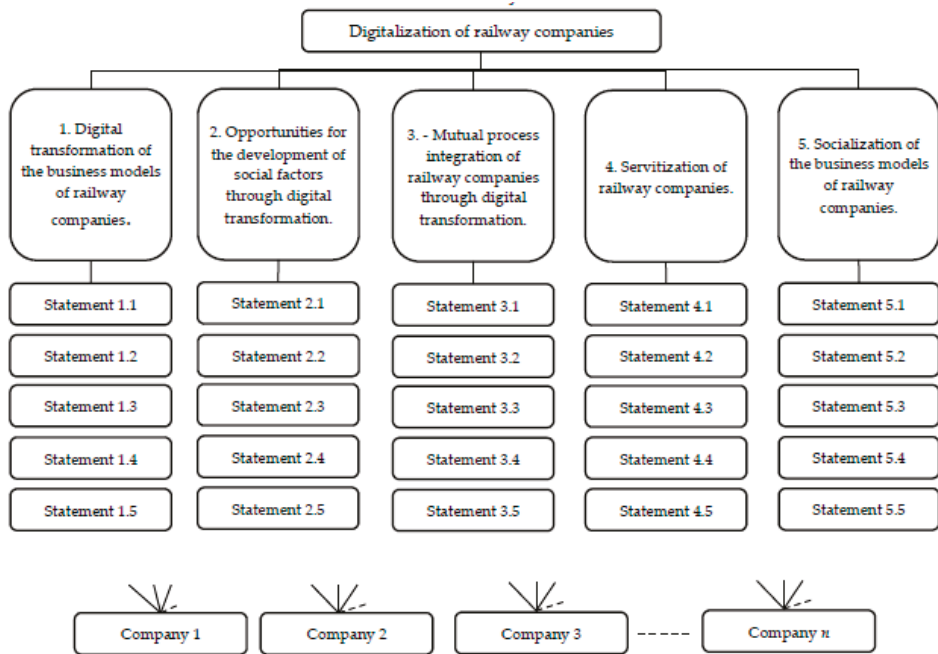 Digitalization of railway companies
1. Digital
transformation of
the business models
of railway
companies.
2. Opportunities for
the development of
social factors
through digital
transformation.
3. - Mutual process
integration of
railway companies
through digital
transformation.
4. Servitization of
railway companies.
5. Socialization of
the business models
of railway
companies.
Statement 1.1
Statement 2.1
Statement 3.1
Statement 4.1
Statement 5.1
Statement 1.2
Statement 2.2
Statement 3.2
Statement 4.2
Statement 5.2
Statement 1.3
Statement 2.3
Statement 3.3
Statement 4.3
Statement 5.3
Statement 1.4
Statement 2.4
Statement 3.4
Statement 4.4
Statement 5.4
Statement 1.5
Statement 2.5
Statement 3.5
Statement 4.5
Statement 5.5
Company 1
Company 2
Company 3
Company n